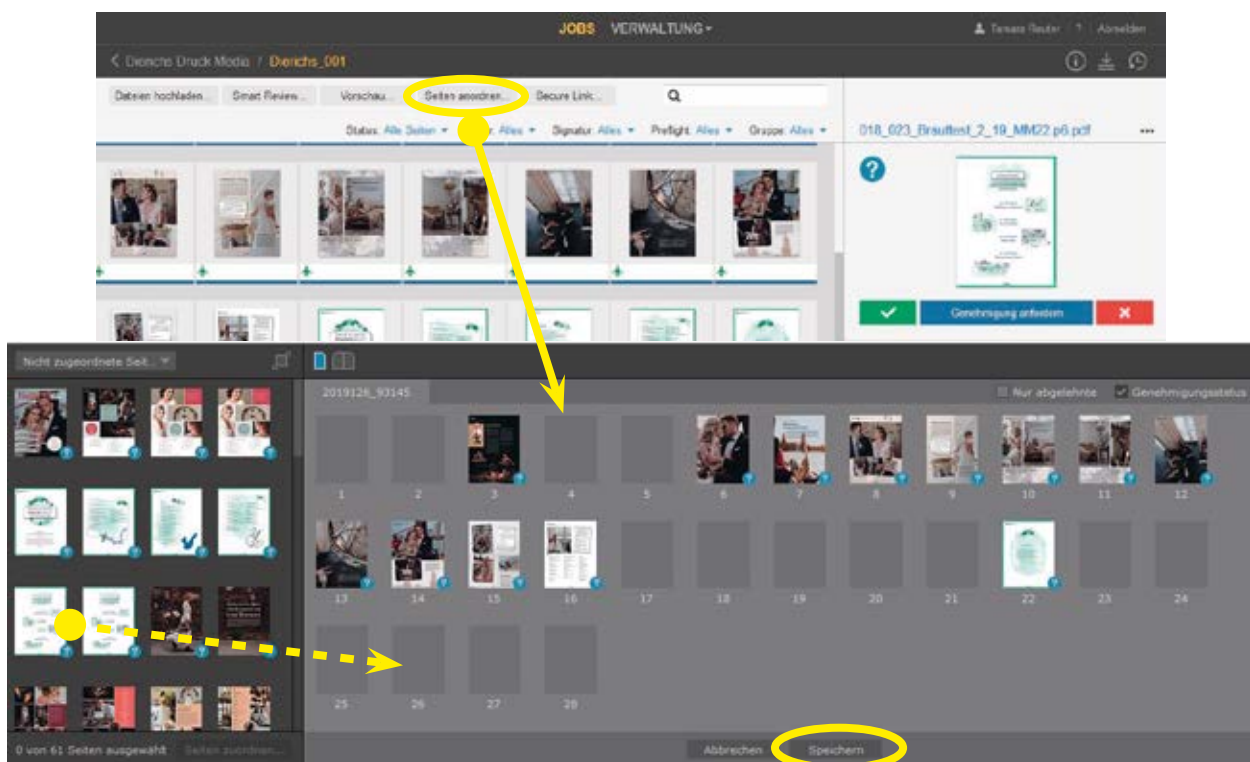 JOBS VERWALTUNG
Tamara Reuter ? Abmelden
Dierichs Druck Media / Dierichs_001
Dateien hochladen... Smart Review... Vorschau... Seiten anordnen... Secure Link...
Status: Alle Seiten Alles Signatur: Alles Preflight: Alles Gruppe: Alles
018_023_Brauttest_2_19_MM22.p6.pdf ...
?
Genehmigung anfordern
Nicht zugeordnete Seit...
2019126_93145 Nur abgelehnte Genehmigungsstatus
1 2 3 4 5 6 7 8 9 10 11 12
13 14 15 16 17 18 19 20 21 22 23 24
25 26 27 28
0 von 61 Seiten ausgewählt Seiten zuordnen... Abbrechen Speichern